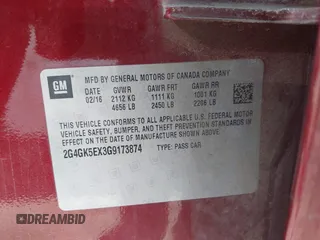 GM
MFD BY GENERAL MOTORS OF CANADA COMPANY
DATE GVWR GAWR FRT GAWR RR
02/16 2112 KG 1111 KG 1001 KG
4656 LB 2450 LB 2206 LB
THIS VEHICLE CONFORMS TO ALL APPLICABLE U.S. FEDERAL MOTOR
VEHICLE SAFETY, BUMPER, AND THEFT PREVENTION STANDARDS IN
EFFECT ON THE DATE OF MANUFACTURE SHOWN ABOVE.
2G4GK5EX3G9173874 TYPE: PASS CAR
DREAMBID